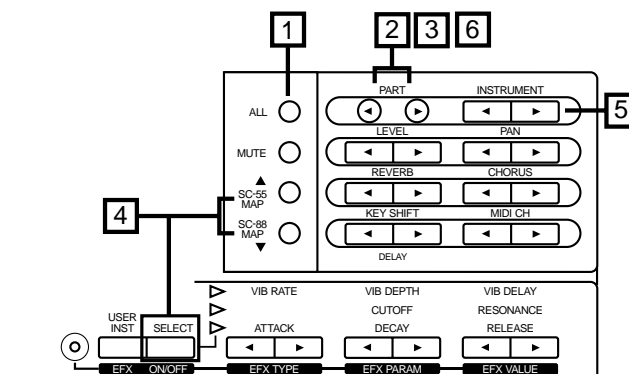 1
2 3 6
PART INSTRUMENT
ALL
5
LEVEL PAN
MUTE
REVERB CHORUS
SC-55
MAP
4
KEY SHIFT MIDI CH
SC-88
MAP
DELAY
VIB RATE VIB DEPTH VIB DELAY
CUTOFF RESONANCE
USER
INST SELECT ATTACK DECAY RELEASE
EFX ON/OFF EFX TYPE EFX PARAM EFX VALUE